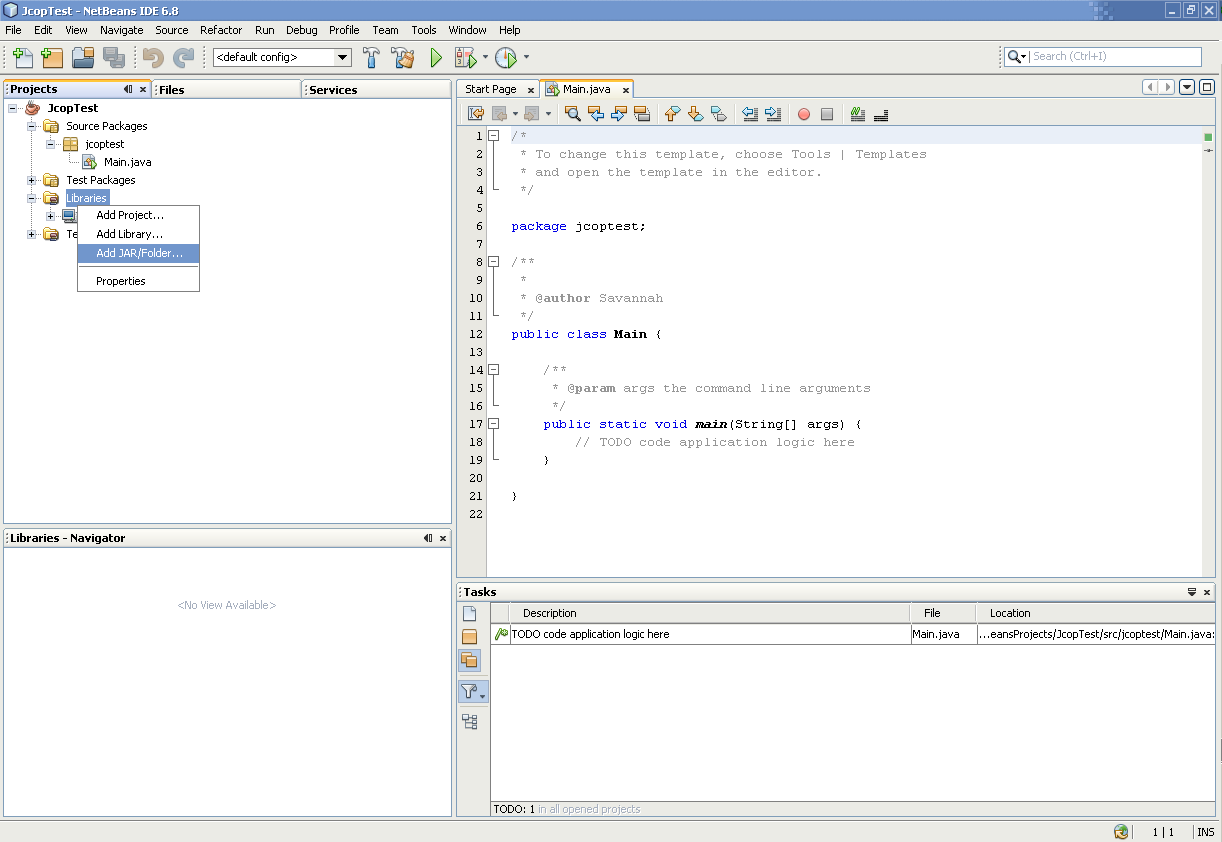 JcopTest - NetBeans IDE 6.8
File Edit View Navigate Source Refactor Run Debug Profile Team Tools Window Help
<default config>
Search (Ctrl+I)
Projects
Files
Services
JcopTest
Source Packages
jcoptest
Main.java
Test Packages
Libraries
Te
Add Project...
Add Library...
Add JAR/Folder...
Properties
Libraries - Navigator
<No View Available>
Start Page
Main.java
1 /*
2 * To change this template, choose Tools | Templates
3 * and open the template in the editor.
4 */
5
6 package jcoptest;
7
8 /**
9 *
10 * @author Savannah
11 */
12 public class Main {
13
14 /**
15 * @param args the command line arguments
16 */
17 public static void main(String[] args) {
18 // TODO code application logic here
19 }
20
21 }
22
Tasks
Description File Location
TODO code application logic here Main.java ...eansProjects/JcopTest/src/jcoptest/Main.java:
TODO: 1 in all opened projects
1 | 1 INS